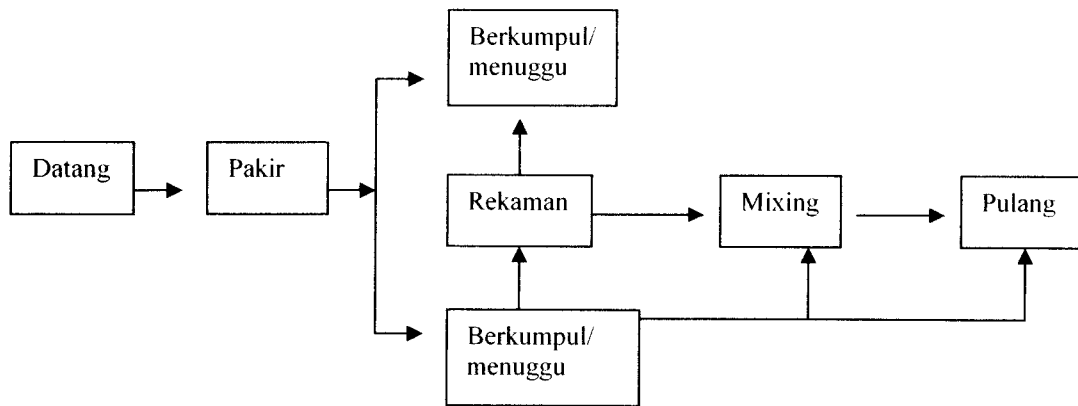 Berkumpul/
menuggu
Datang
Pakir
Rekaman
Mixing
Pulang
Berkumpul/
menuggu